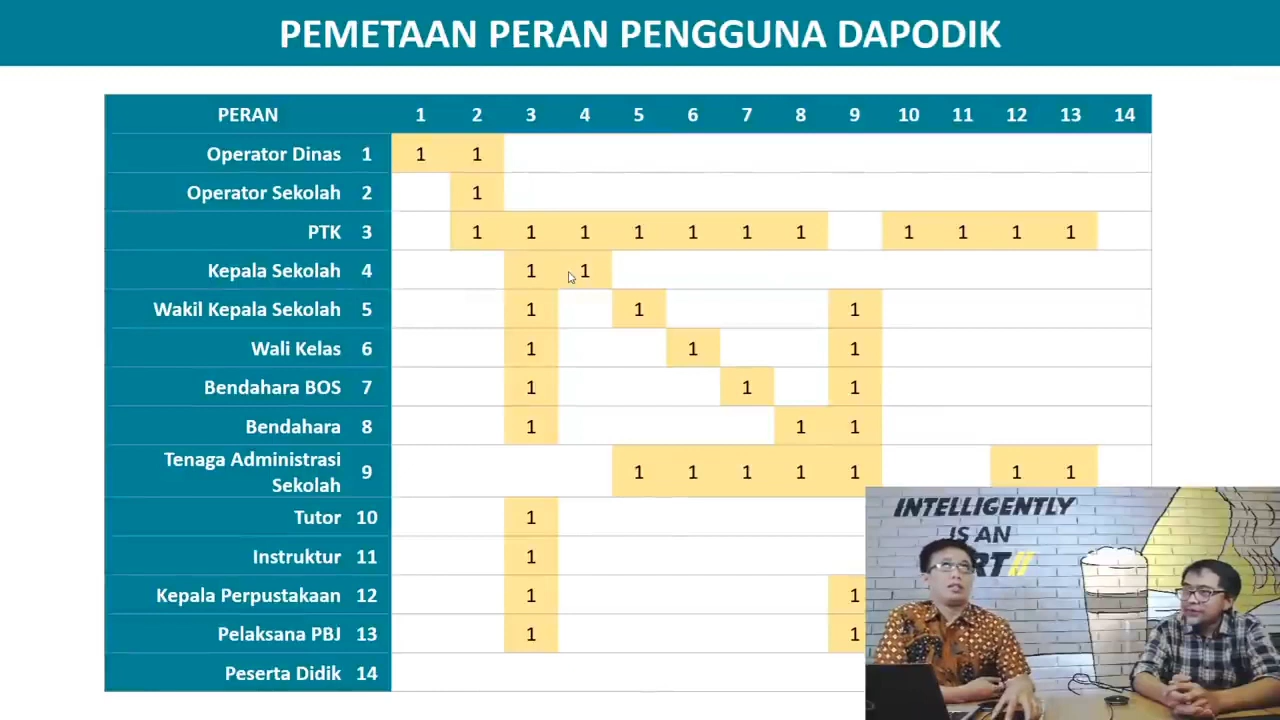 PEMETAAN PERAN PENGGUNA DAPODIK
PERAN 1 2 3 4 5 6 7 8 9 10 11 12 13 14
Operator Dinas 1 1 1
Operator Sekolah 2 1
PTK 3 1 1 1 1 1 1 1 1 1 1 1
Kepala Sekolah 4 1 1
Wakil Kepala Sekolah 5 1 1 1
Wali Kelas 6 1 1 1
Bendahara BOS 7 1 1 1
Bendahara 8 1 1 1
Tenaga Administrasi
Sekolah 9 1 1 1 1 1 1 1
Tutor 10 1
Instruktur 11 1
Kepala Perpustakaan 12 1 1
Pelaksana PBJ 13 1 1
Peserta Didik 14
INTELLIGENTLY
IS AN